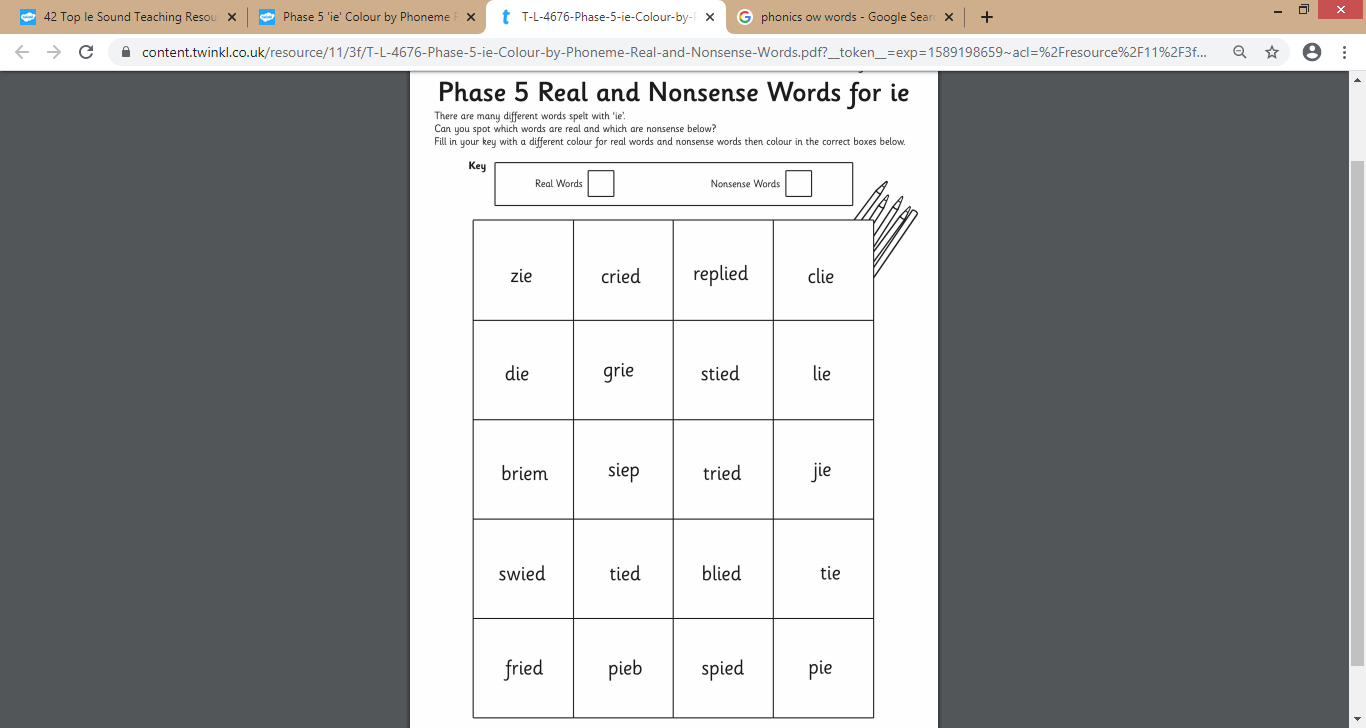 42 Top Ie Sound Teaching Resou
Phase 5 'ie' Colour by Phoneme
T-L-4676-Phase-5-ie-Colour-by-
phonics ow words - Google Sear
content.twinkl.co.uk/resource/11/3f/T-L-4676-Phase-5-ie-Colour-by-Phoneme-Real-and-Nonsense-Words.pdf?__token__=exp=1589198659~acl=%2Fresource%2F11%2F3f...
Phase 5 Real and Nonsense Words for ie
There are many different words spelt with 'ie'.
Can you spot which words are real and which are nonsense below?
Fill in your key with a different colour for real words and nonsense words then colour in the correct boxes below.
Key
Real Words Nonsense Words
zie cried replied clie
die grie stied lie
briem siep tried jie
swied tied blied tie
fried pieb spied pie